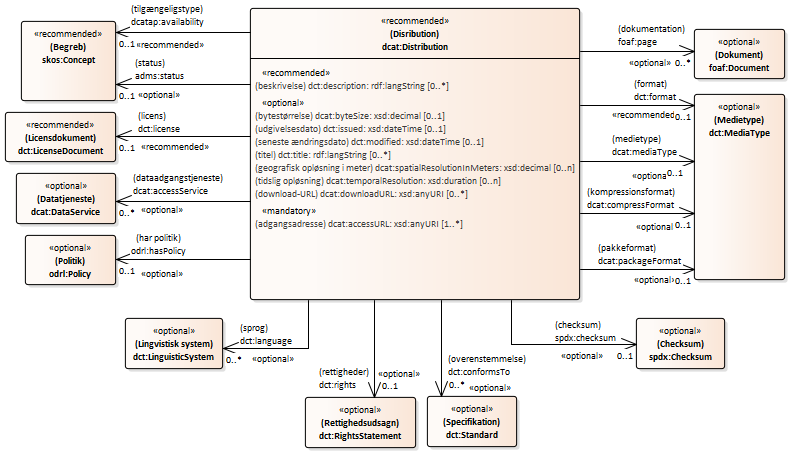 «recommended»
(Disribution)
dcat:Distribution
«recommended»
(beskrivelse) dct:description: rdf:langString [0..*]
«optional»
(bytestørelse) dcat:byteSize: xsd:decimal [0..1]
(udgivelsesdato) dct:issued: xsd:dateTime [0..1]
(seneste ændringsdato) dct:modified: xsd:dateTime [0..1]
(titel) dct:title: rdf:langString [0..*]
(geografisk opløsning i meter) dcat:spatialResolutionInMeters: xsd:decimal [0..n]
(tidslig opløsning) dcat:temporalResolution: xsd:duration [0..n]
(download-URL) dcat:downloadURL: xsd:anyURI [0..*]
«mandatory»
(adgangsadresse) dcat:accessURL: xsd:anyURI [1..*]
«recommended»
(Begreb)
skos:Concept
(tilgængeligstype)
dcatap:availability
0..1 «recommended»
(status)
adms:status
0..1 «optional»
«recommended»
(Licensdokument)
dct:LicenseDocument
(licens)
dct:license
0..1 «recommended»
«optional»
(Datatjeneste)
dcat:DataService
(dataadgangstjeneste)
dcat:accessService
0..* «optional»
«optional»
(Politik)
odrl:Policy
(har politik)
odrl:hasPolicy
0..1 «optional»
(dokumentation)
foaf:page
«optional» 0..*
«optional»
(Dokument)
foaf:Document
(format)
dct:format
«recommended» 0..1
«optional»
(Medietype)
dct:MediaType
(medietype)
dcat:mediaType
«optional» 0..1
(kompressionsformat)
dcat:compressFormat
«optional» 0..1
(pakkeformat)
dcat:packageFormat
«optional» 0..1
«optional»
(Lingvistisk system)
dct:LinguisticSystem
(sprog)
dct:language
0..* «optional»
(rettigheder)
dct:rights
«optional»
0..1
«optional»
(Rettighedsudsagn)
dct:RightsStatement
(overenstemmelse)
dct:conformsTo
0..* «optional»
«optional»
(Specifikation)
dct:Standard
(checksum)
spdx:checksum
«optional» 0..1
«optional»
(Checksum)
spdx:Checksum